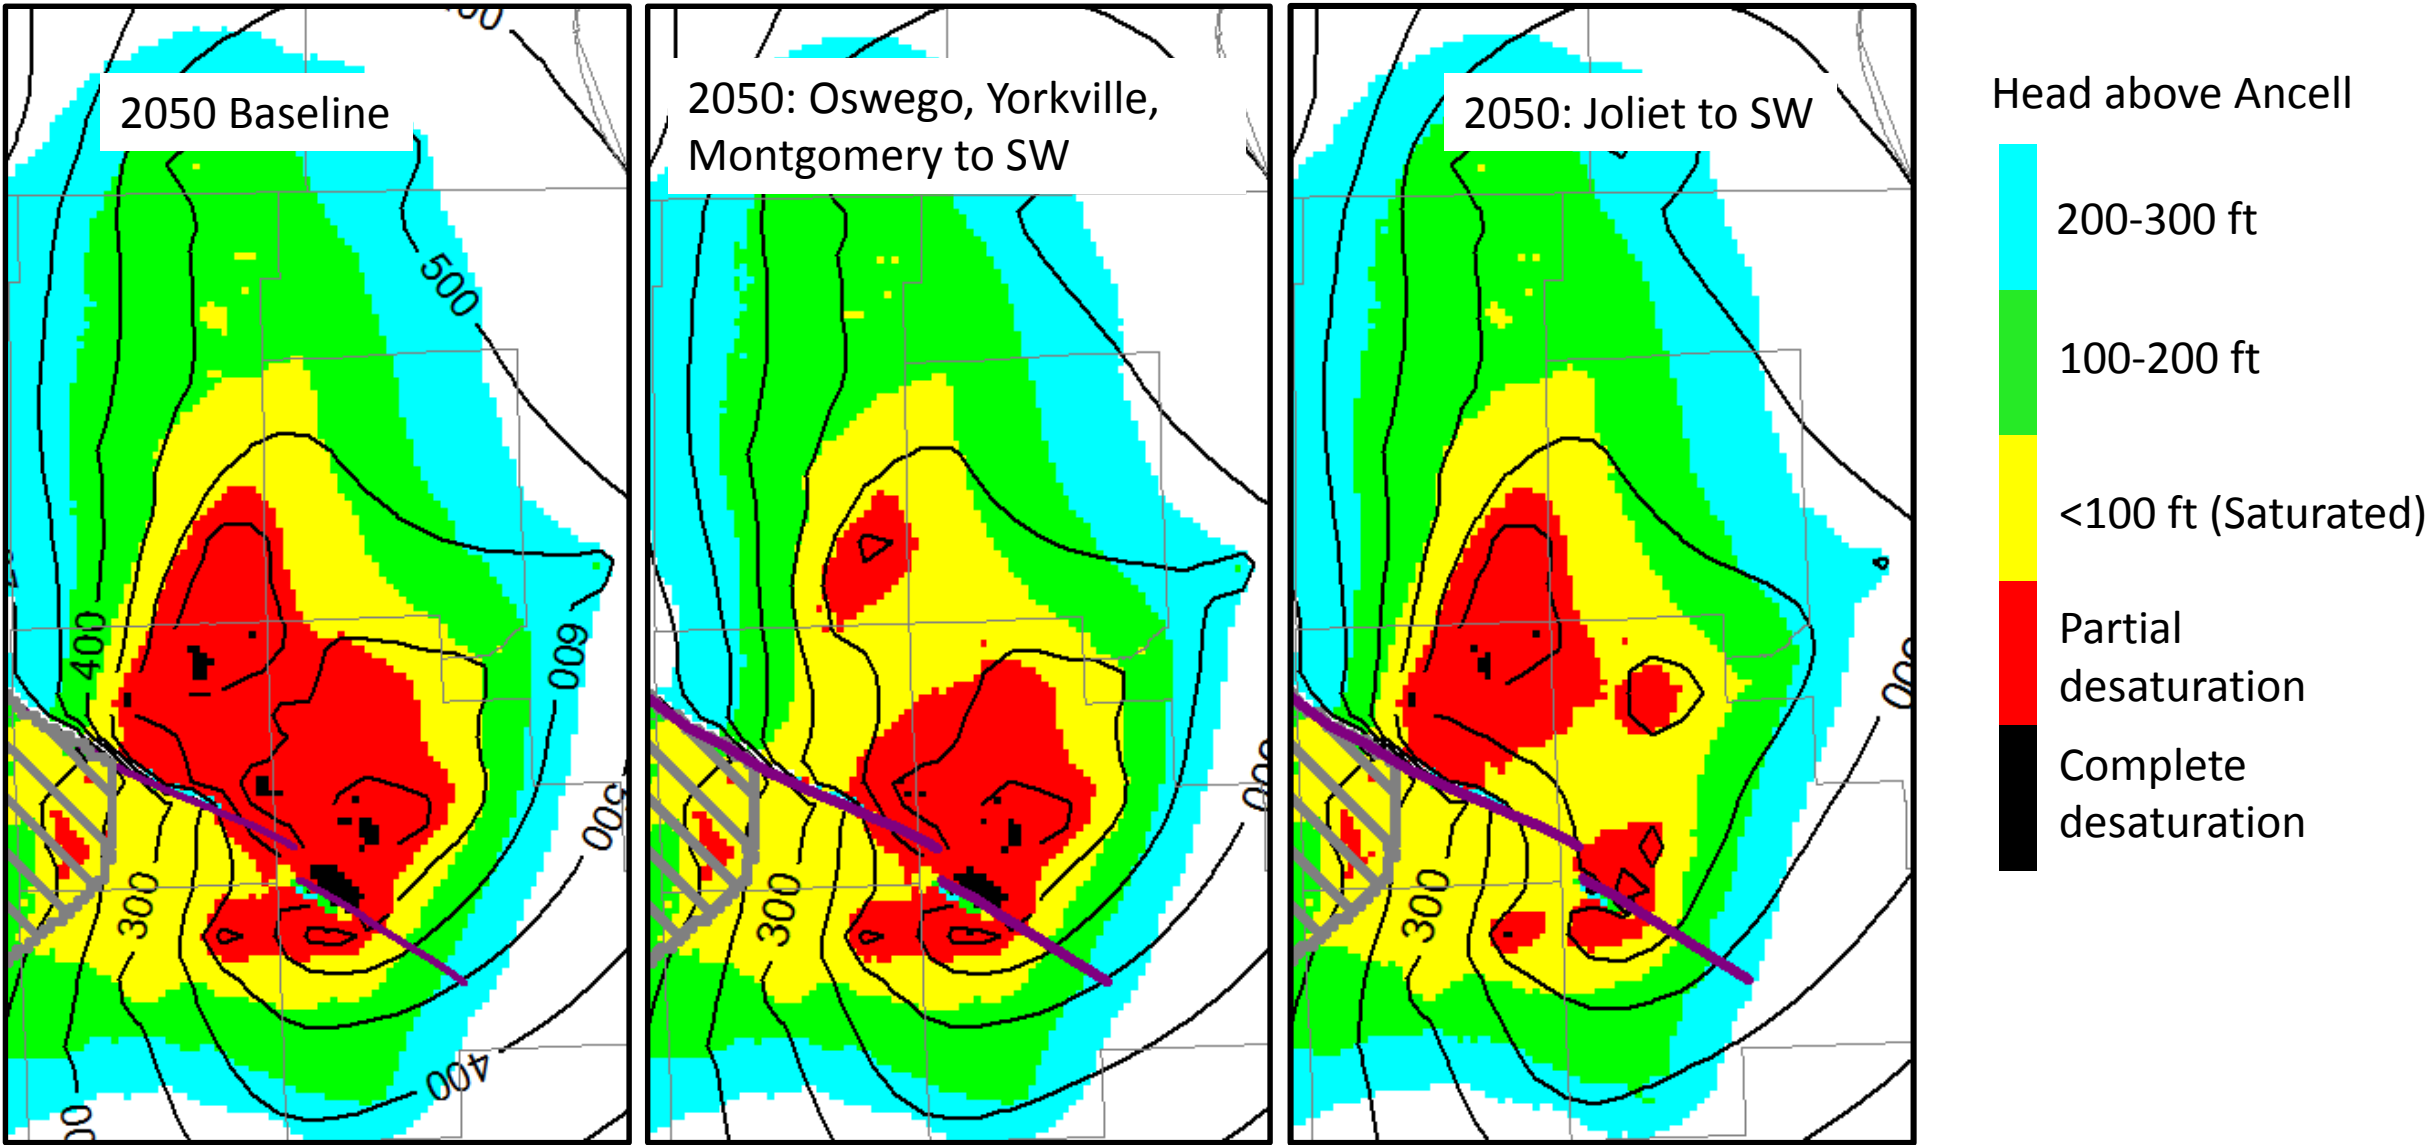 2050 Baseline
2050: Oswego, Yorkville,
Montgomery to SW
2050: Joliet to SW
Head above Ancell
200-300 ft
100-200 ft
<100 ft (Saturated)
Partial
desaturation
Complete
desaturation
500
400
600
500
300
400
300
300